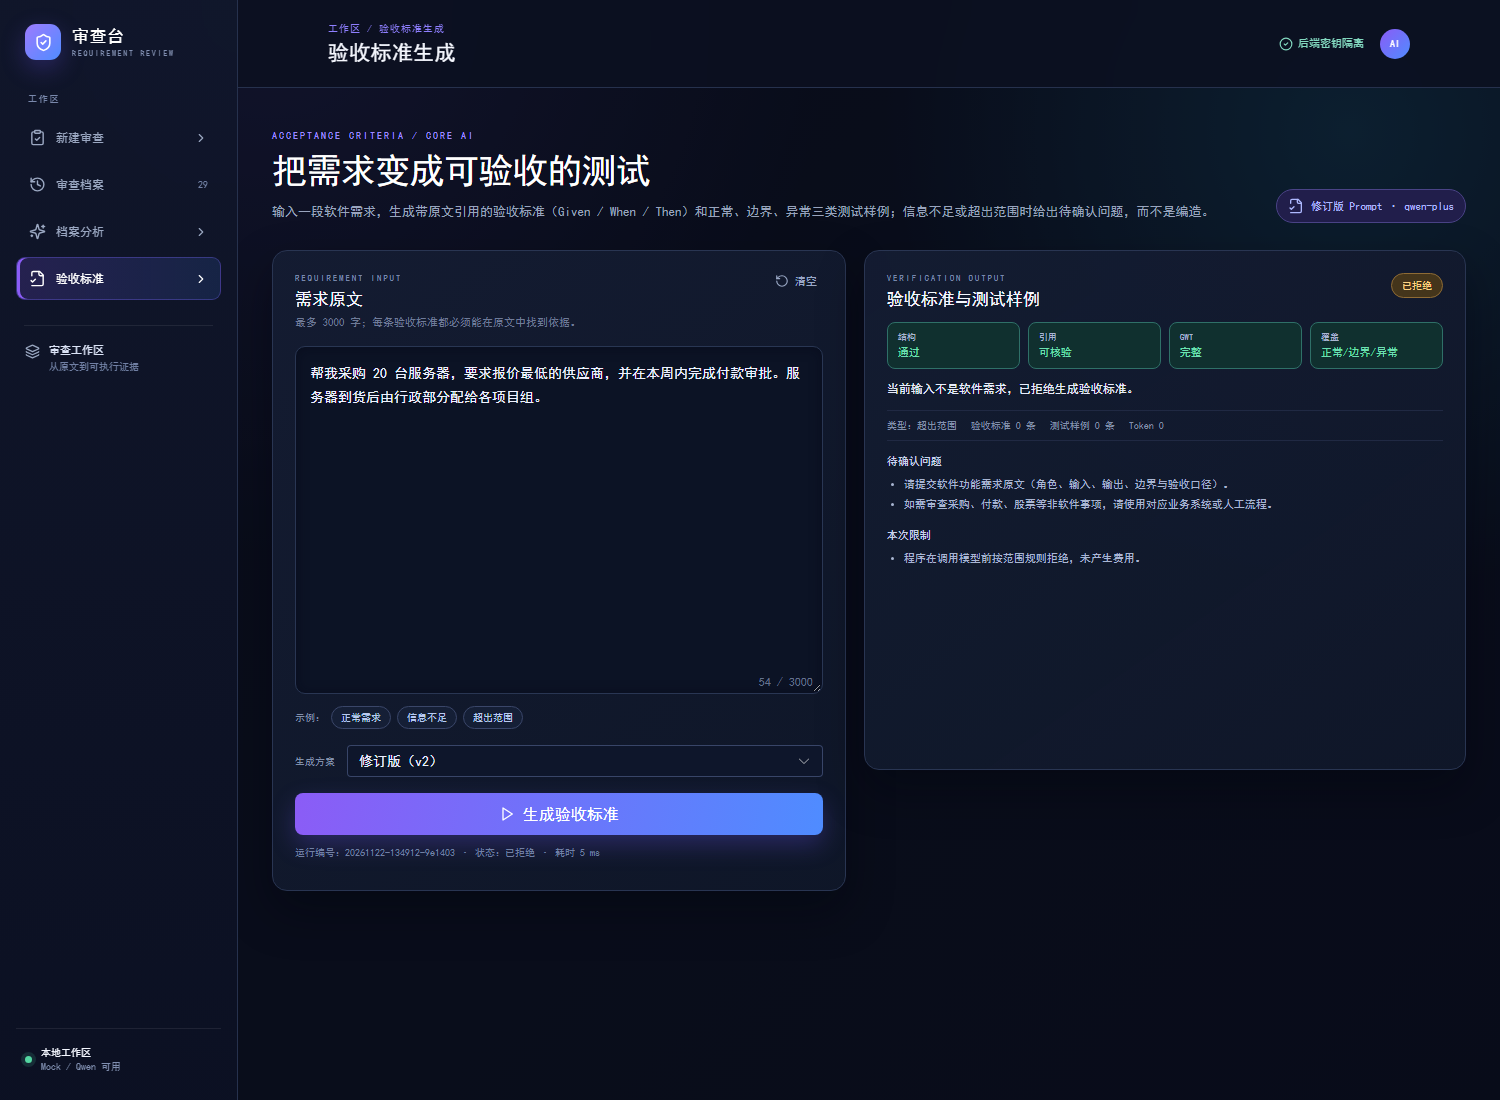 审查台
REQUIREMENT REVIEW
工作区
新建审查
审查档案 29
档案分析
验收标准
审查工作区
从原文到可执行证据
本地工作区
Mock / Qwen 可用
工作区 / 验收标准生成
验收标准生成
后端密钥隔离
AI
ACCEPTANCE CRITERIA / CORE AI
把需求变成可验收的测试
输入一段软件需求，生成带原文引用的验收标准（Given / When / Then）和正常、边界、异常三类测试样例；信息不足或超出范围时给出待确认问题，而不是编造。
修订版 Prompt · qwen-plus
REQUIREMENT INPUT
需求原文
清空
最多 3000 字；每条验收标准都必须能在原文中找到依据。
帮我采购 20 台服务器，要求报价最低的供应商，并在本周内完成付款审批。服
务器到货后由行政部分配给各项目组。
54 / 3000
示例：
正常需求
信息不足
超出范围
生成方案
修订版（v2）
生成验收标准
运行编号：20261122-134912-9e1403 · 状态：已拒绝 · 耗时 5 ms
VERIFICATION OUTPUT
验收标准与测试样例
已拒绝
结构
通过
引用
可核验
GWT
完整
覆盖
正常/边界/异常
当前输入不是软件需求，已拒绝生成验收标准。
类型：超出范围 验收标准 0 条 测试样例 0 条 Token 0
待确认问题
• 请提交软件功能需求原文（角色、输入、输出、边界与验收口径）。
• 如需审查采购、付款、股票等非软件事项，请使用对应业务系统或人工流程。
本次限制
• 程序在调用模型前按范围规则拒绝，未产生费用。